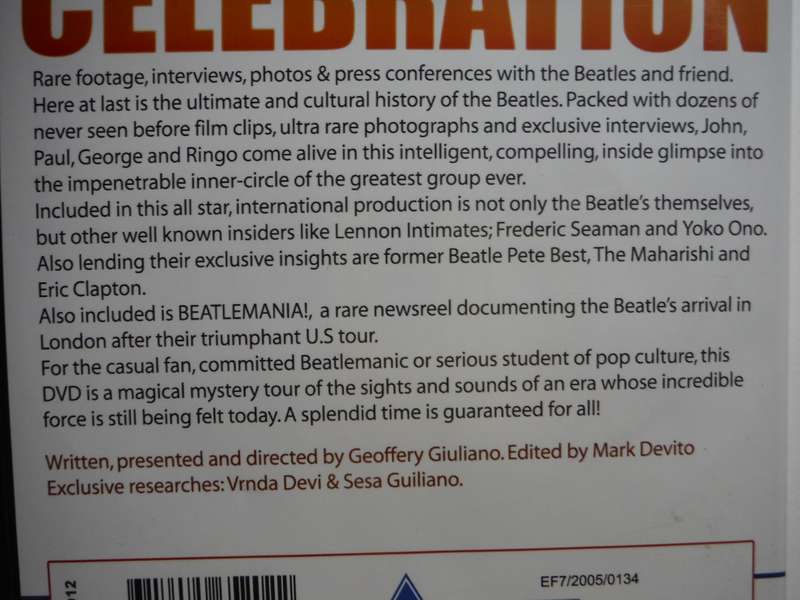 CELEBRATION
Rare footage, interviews, photos & press conferences with the Beatles and friend.
Here at last is the ultimate and cultural history of the Beatles. Packed with dozens of
never seen before film clips, ultra rare photographs and exclusive interviews, John,
Paul, George and Ringo come alive in this intelligent, compelling, inside glimpse into
the impenetrable inner-circle of the greatest group ever.
Included in this all star, international production is not only the Beatle's themselves,
but other well known insiders like Lennon Intimates; Frederic Seaman and Yoko Ono.
Also lending their exclusive insights are former Beatle Pete Best, The Maharishi and
Eric Clapton.
Also included is BEATLEMANIA!, a rare newsreel documenting the Beatle's arrival in
London after their triumphant U.S tour.
For the casual fan, committed Beatlemanic or serious student of pop culture, this
DVD is a magical mystery tour of the sights and sounds of an era whose incredible
force is still being felt today. A splendid time is guaranteed for all!
Written, presented and directed by Geoffery Giuliano. Edited by Mark Devito
Exclusive researches: Vrnda Devi & Sesa Guiliano.
EF7/2005/0134